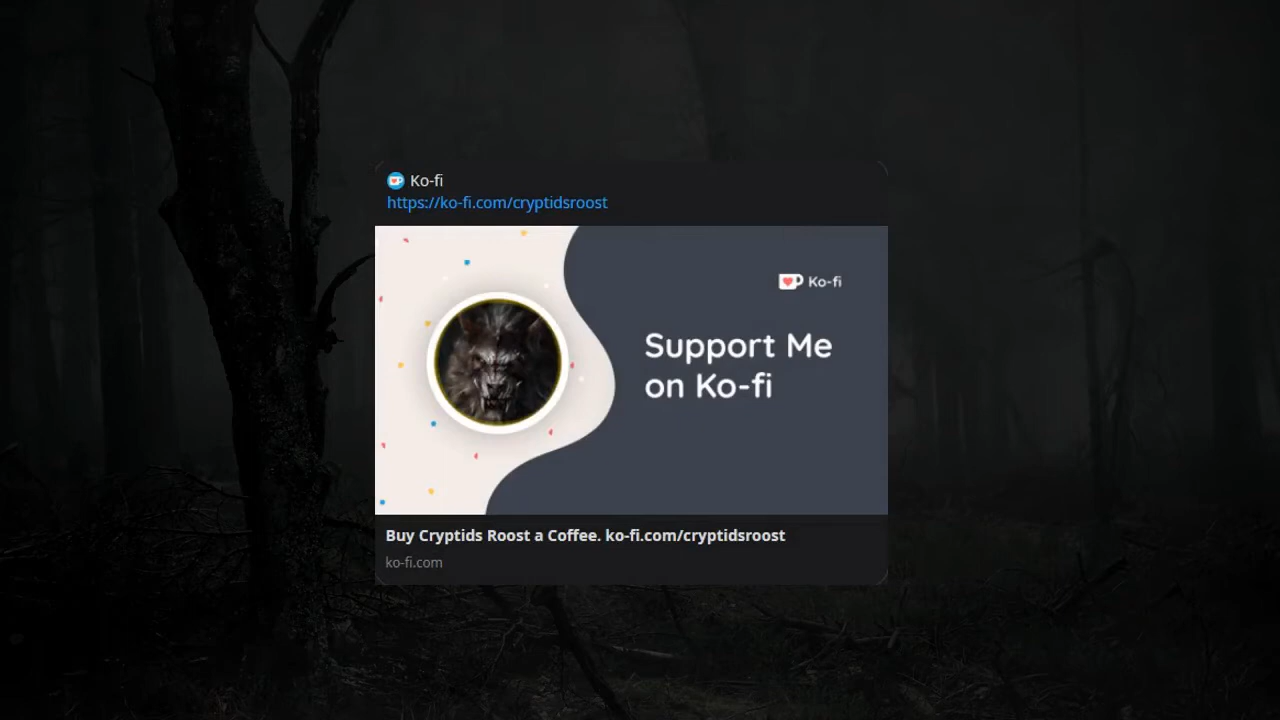 Ko-fi
https://ko-fi.com/cryptidsroost
Ko-fi
Support Me
on Ko-fi
Buy Cryptids Roost a Coffee. ko-fi.com/cryptidsroost
ko-fi.com